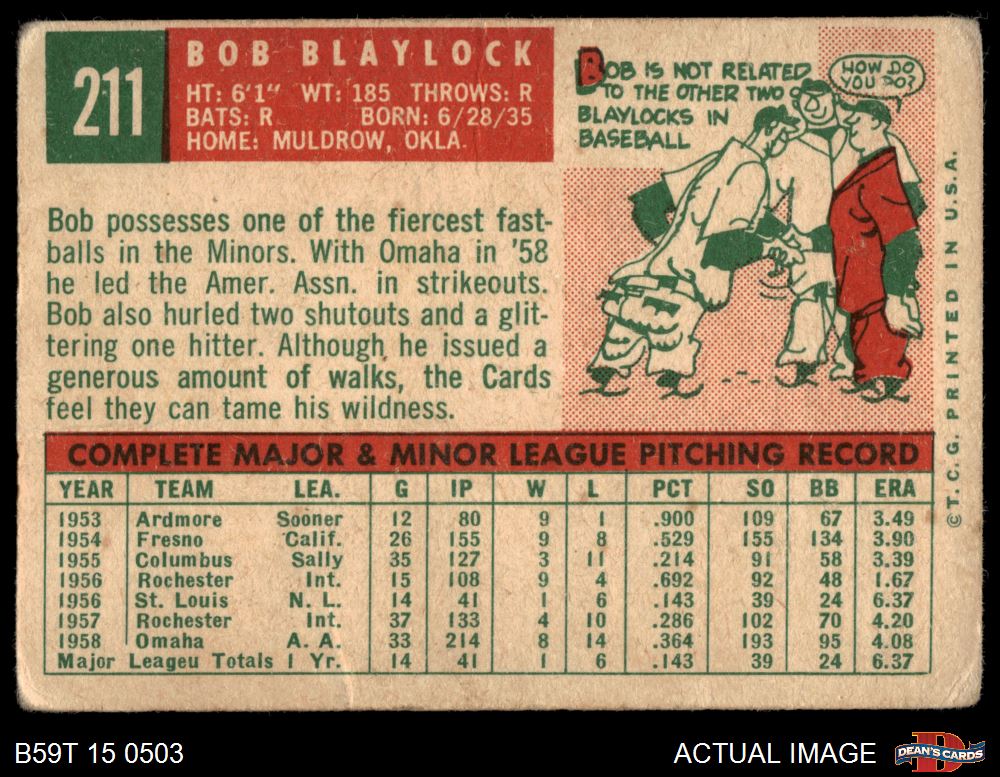 211
BOB BLAYLOCK
HT: 6'1" WT: 185 THROWS: R
BATS: R BORN: 6/28/35
HOME: MULDROW, OKLA.
BOB IS NOT RELATED
TO THE OTHER TWO
BLAYLOCKS IN
BASEBALL
HOW DO
YOU DO?
Bob possesses one of the fiercest fast-
balls in the Minors. With Omaha in '58
he led the Amer. Assn. in strikeouts.
Bob also hurled two shutouts and a glit-
tering one hitter. Although he issued a
generous amount of walks, the Cards
feel they can tame his wildness.
COMPLETE MAJOR & MINOR LEAGUE PITCHING RECORD
YEAR TEAM LEA. G IP W L PCT SO BB ERA
1953 Ardmore Sooner 12 80 9 1 .900 109 67 3.49
1954 Fresno Calif. 26 155 9 8 .529 155 134 3.90
1955 Columbus Sally 35 127 3 11 .214 91 58 3.39
1956 Rochester Int. 15 108 9 4 .692 92 48 1.67
1956 St. Louis N. L. 14 41 1 6 .143 39 24 6.37
1957 Rochester Int. 37 133 4 10 .286 102 70 4.20
1958 Omaha A. A. 33 214 8 14 .364 193 95 4.08
Major Leageu Totals 1 Yr. 14 41 1 6 .143 39 24 6.37
© T. C. G. PRINTED IN U.S.A.
B59T 15 0503
ACTUAL IMAGE
DEAN'S CARDS